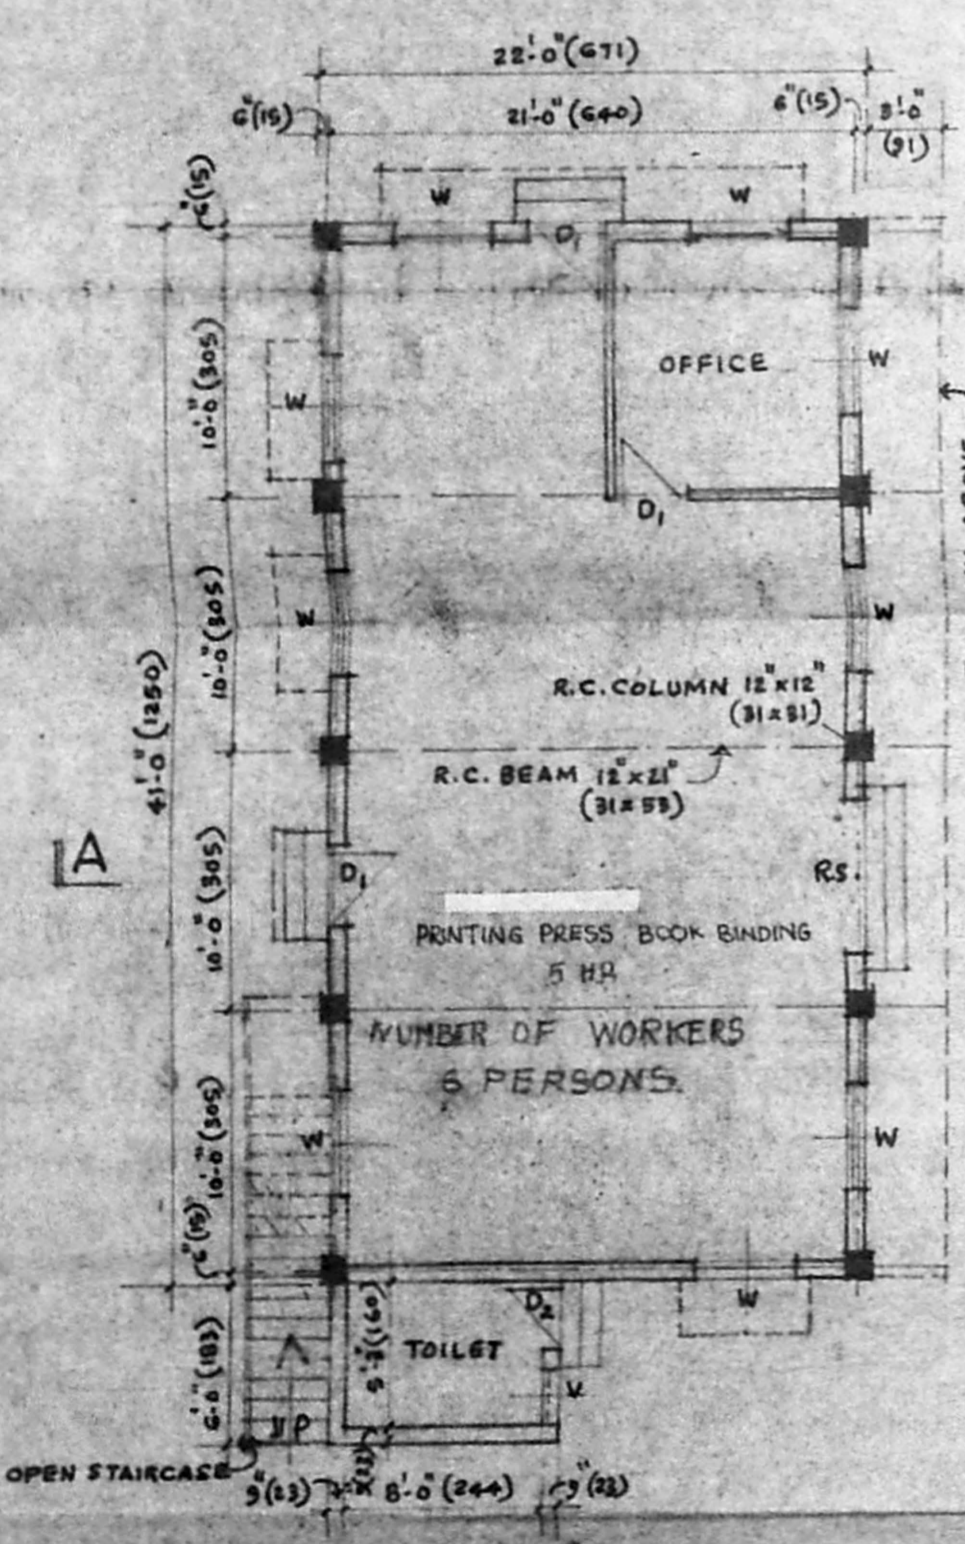 22'-0"(671)
6"(15) 21'-0"(640) 6"(15) 3'-0"
(91)
6"(15)
W W
D1
10'-0"(305)
OFFICE
W
W
D1
10'-0"(305)
W
W
41'-0"(1250)
R.C. COLUMN 12"x12"
(31x31)
R.C. BEAM 12"x21"
(31x53)
A
10'-0"(305)
D1
RS.
PRINTING PRESS BOOK BINDING
5 H.P.
NUMBER OF WORKERS
6 PERSONS.
10'-0"(305)
W
W
6"(15)
6'-0"(183)
5'-3"(160)
D2
W
TOILET
V
UP
OPEN STAIRCASE
9"(23) 8'-0"(244) 9"(23)